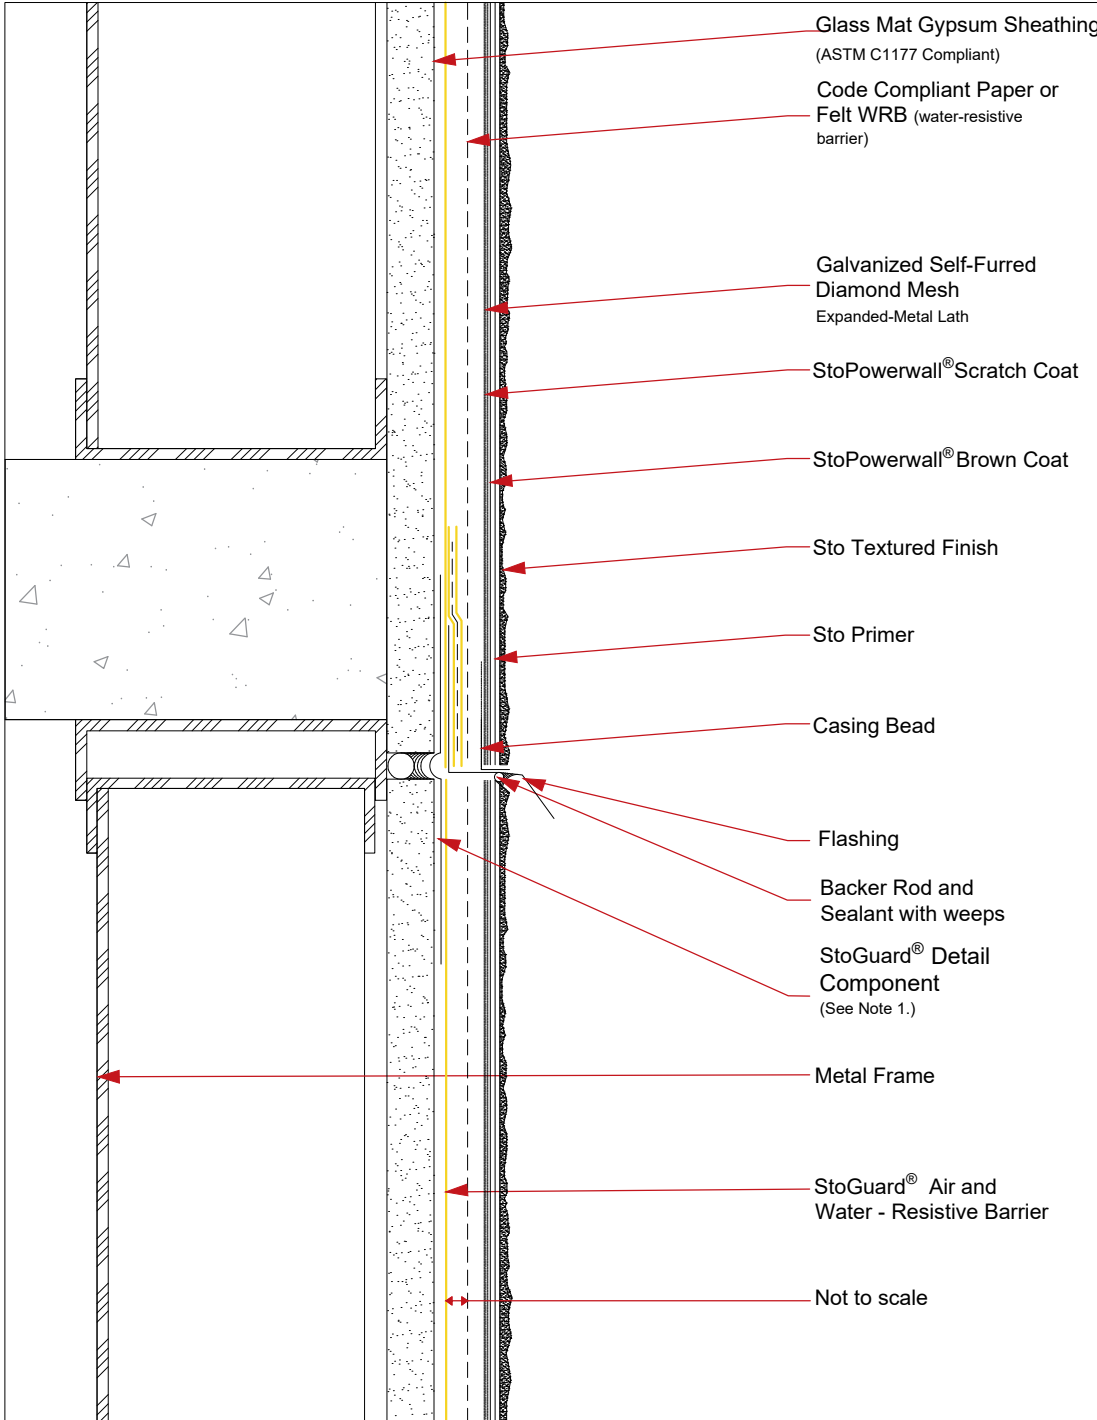 Glass Mat Gypsum Sheathing
(ASTM C1177 Compliant)
Code Compliant Paper or
Felt WRB (water-resistive
barrier)
Galvanized Self-Furred
Diamond Mesh
Expanded-Metal Lath
StoPowerwall® Scratch Coat
StoPowerwall® Brown Coat
Sto Textured Finish
Sto Primer
Casing Bead
Flashing
Backer Rod and
Sealant with weeps
StoGuard® Detail
Component
(See Note 1.)
Metal Frame
StoGuard® Air and
Water - Resistive Barrier
Not to scale